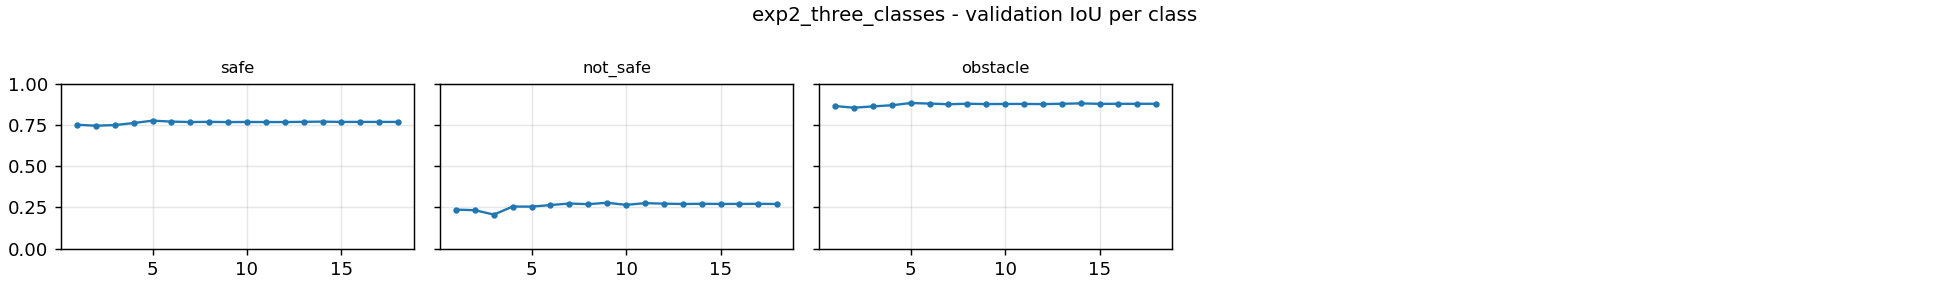 exp2_three_classes - validation IoU per class
safe
not_safe
obstacle
1.00
0.75
0.50
0.25
0.00
5 10 15
5 10 15
5 10 15